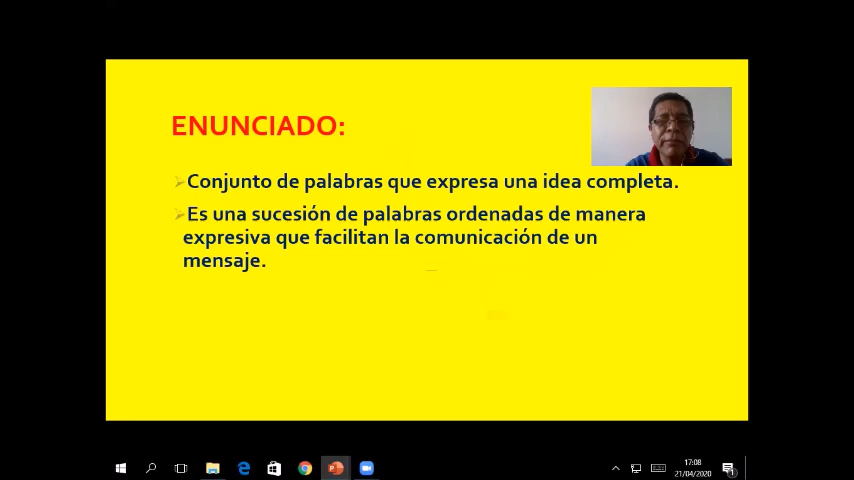 ENUNCIADO:
Conjunto de palabras que expresa una idea completa.
Es una sucesión de palabras ordenadas de manera
expresiva que facilitan la comunicación de un
mensaje.
17:08
21/04/2020